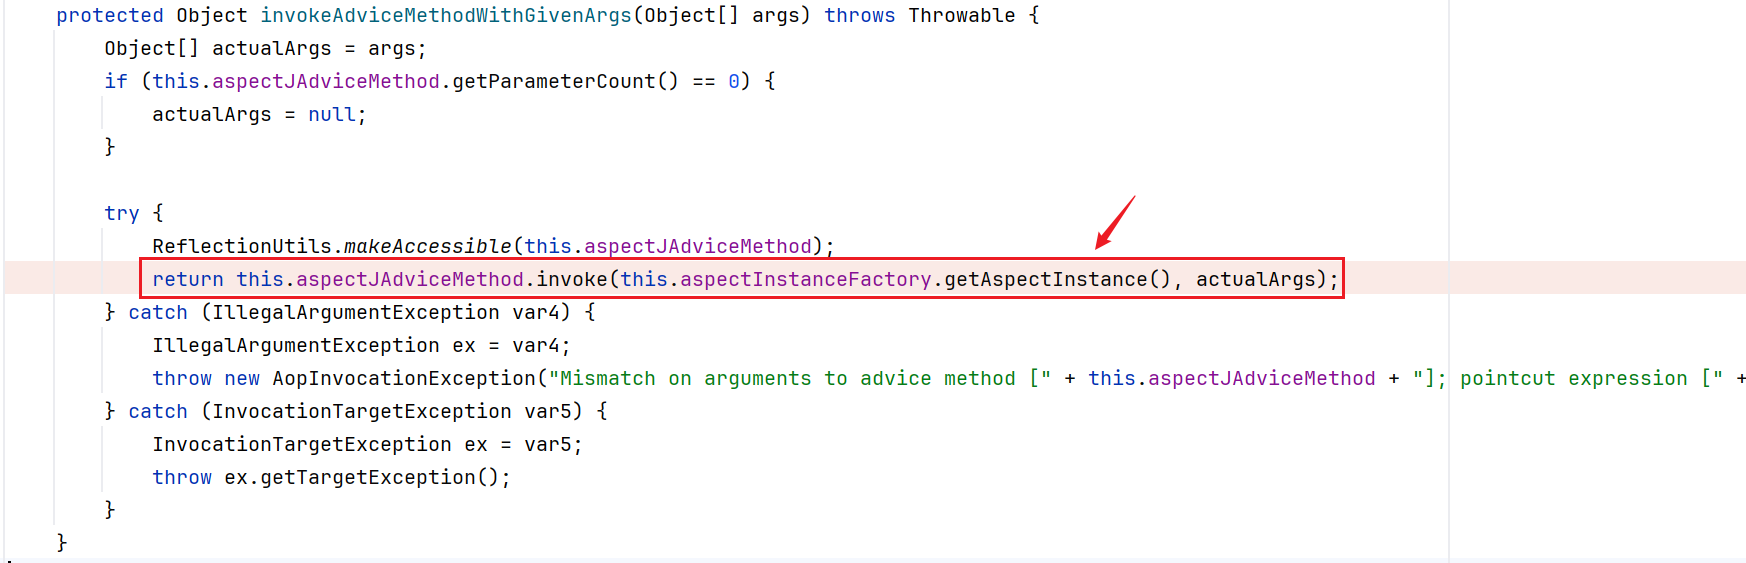 protected Object invokeAdviceMethodWithGivenArgs(Object[] args) throws Throwable {
Object[] actualArgs = args;
if (this.aspectJAdviceMethod.getParameterCount() == 0) {
actualArgs = null;
}
try {
ReflectionUtils.makeAccessible(this.aspectJAdviceMethod);
return this.aspectJAdviceMethod.invoke(this.aspectInstanceFactory.getAspectInstance(), actualArgs);
} catch (IllegalArgumentException var4) {
IllegalArgumentException ex = var4;
throw new AopInvocationException("Mismatch on arguments to advice method [" + this.aspectJAdviceMethod + "]; pointcut expression [" +
} catch (InvocationTargetException var5) {
InvocationTargetException ex = var5;
throw ex.getTargetException();
}
}